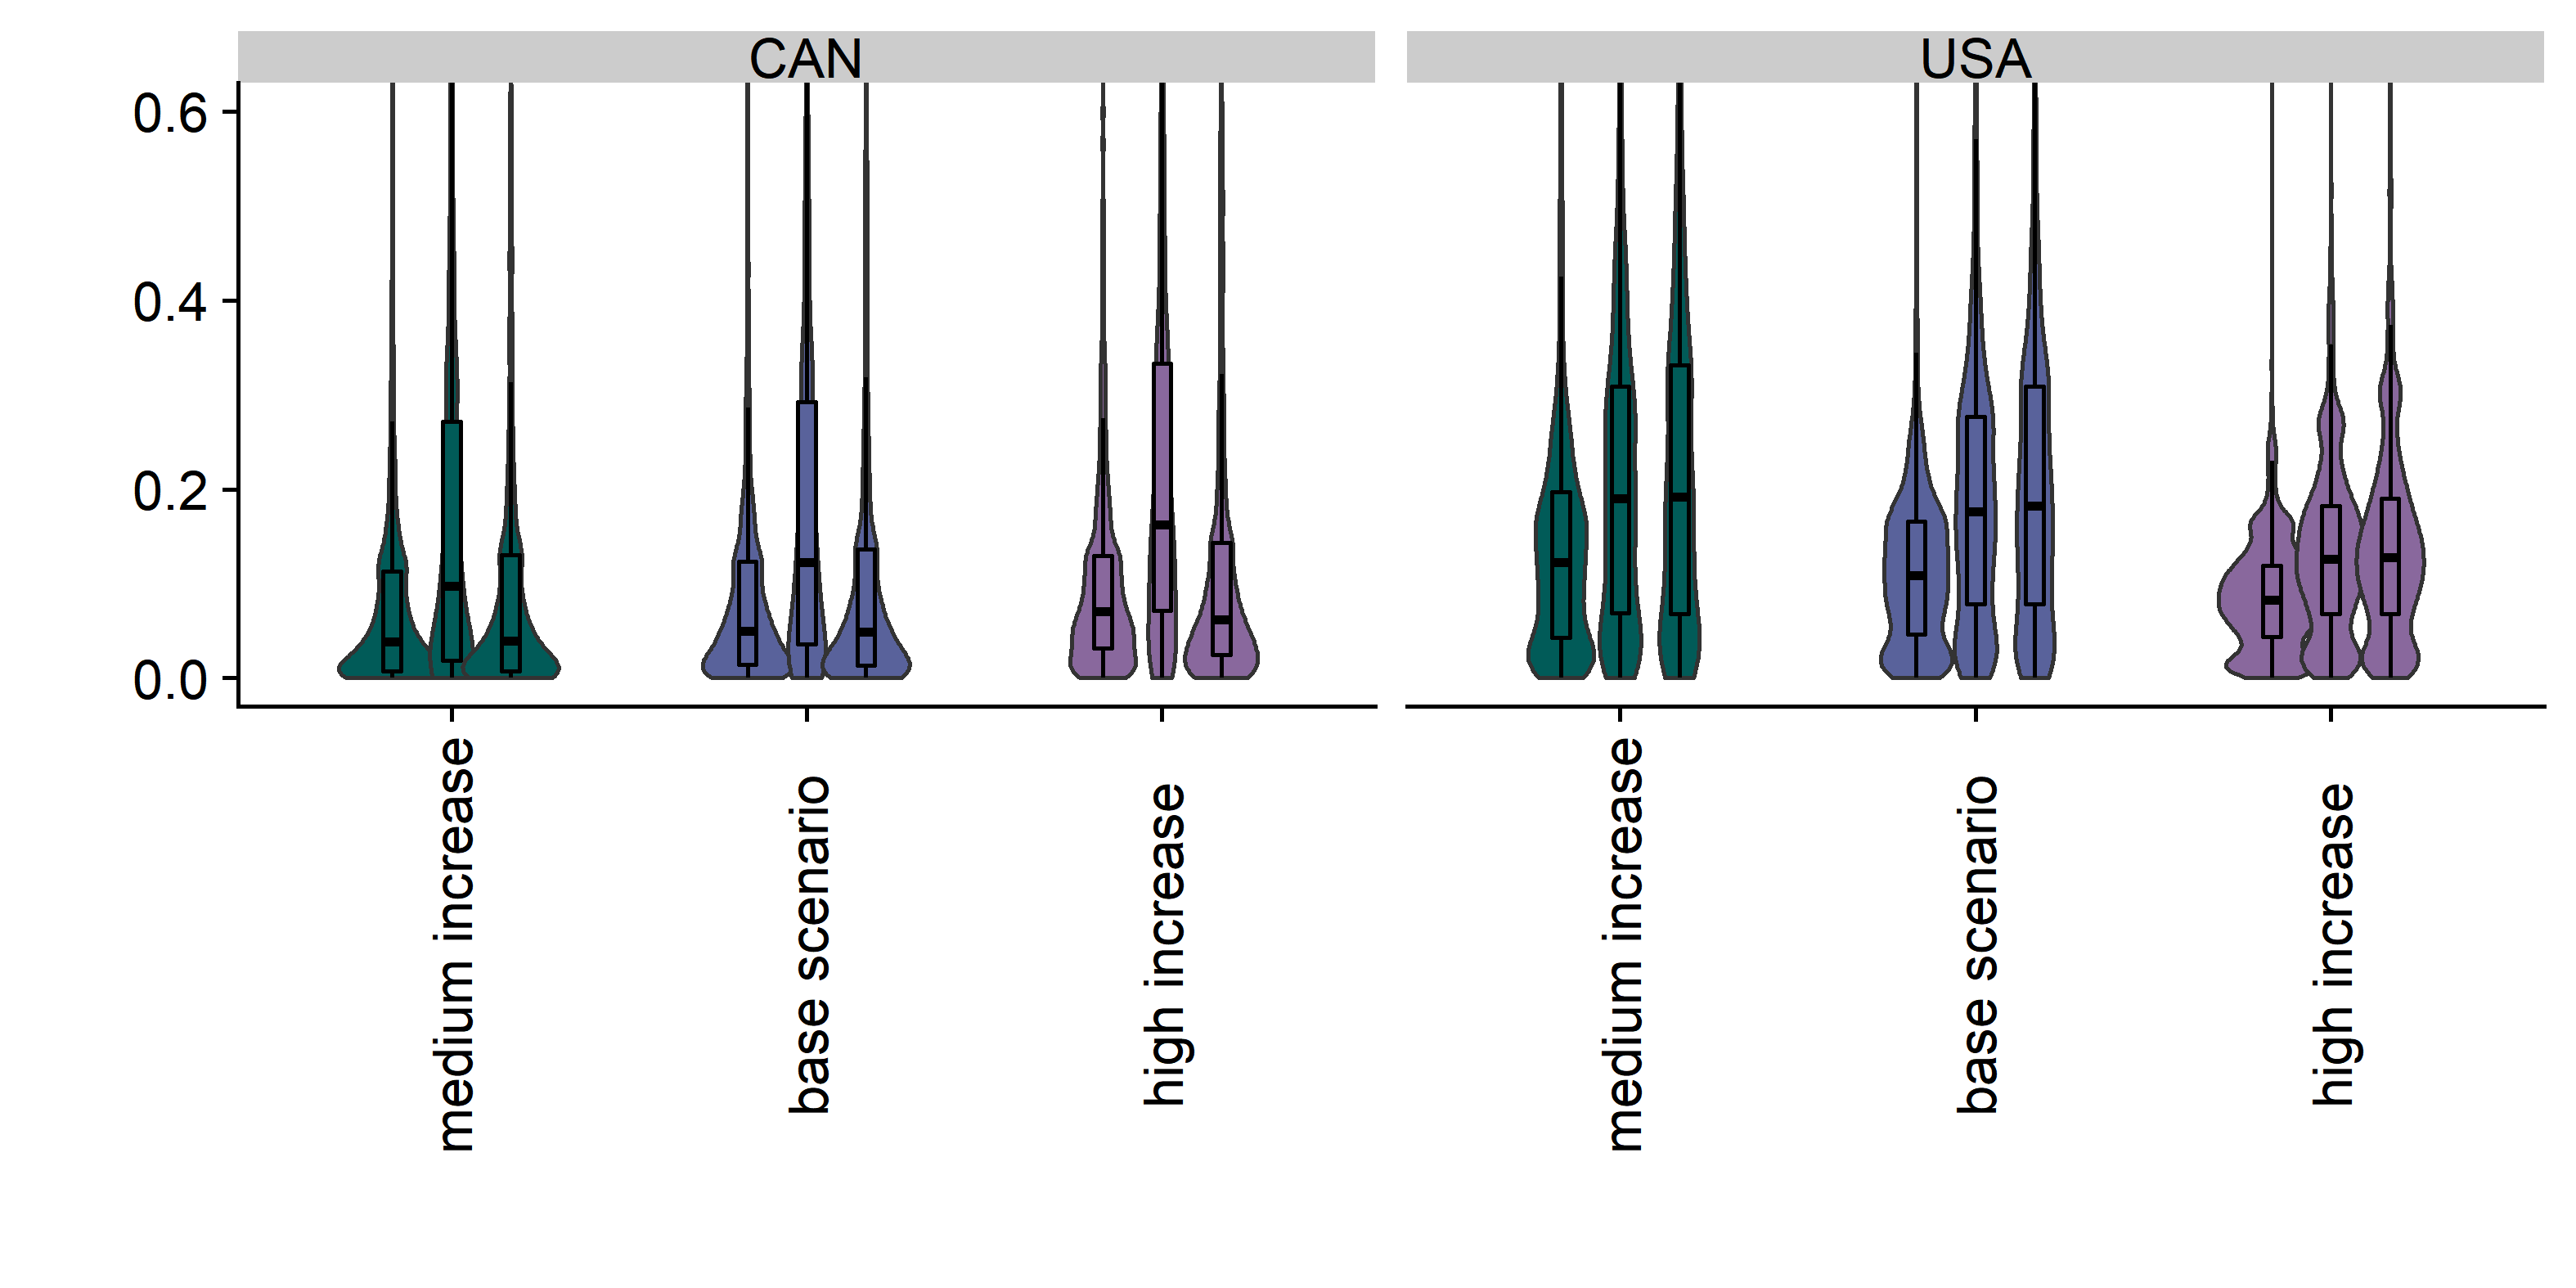 CAN
USA
0.6
0.4
0.2
0.0
medium increase
base scenario
high increase
medium increase
base scenario
high increase